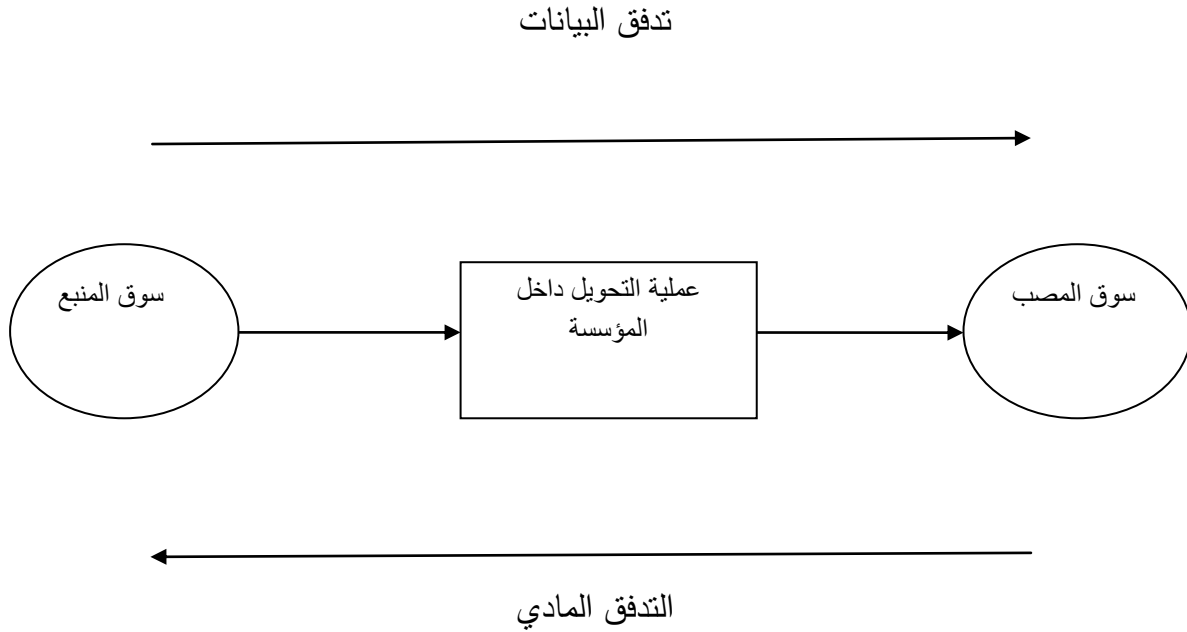 تدفق البيانات
سوق المصب
عملية التحويل داخل
المؤسسة
سوق المنبع
التدفق المادي